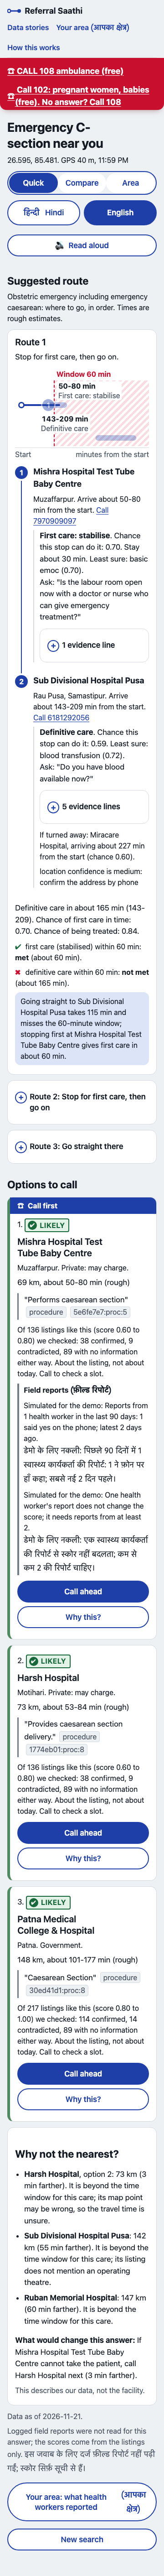 Referral Saathi
Data stories Your area (आपका क्षेत्र)
How this works
CALL 108 ambulance (free)
Call 102: pregnant women, babies
(free). No answer? Call 108
Emergency C-
section near you
26.595, 85.481. GPS 40 m, 11:59 PM
Quick Compare Area
हिन्दी Hindi English
Read aloud
Suggested route
Obstetric emergency including emergency
caesarean: where to go, in order. Times are
rough estimates.
Route 1
Stop for first care, then go on.
Window 60 min
50-80 min
First care: stabilise
143-209 min
Definitive care
Start minutes from the start
1 Mishra Hospital Test Tube
Baby Centre
Muzaffarpur. Arrive about 50-80
min from the start. Call
7970909097
First care: stabilise. Chance
this stop can do it: 0.70. Stay
about 30 min. Least sure: basic
emoc (0.70).
Ask: "Is the labour room open
now with a doctor or nurse who
can give emergency
treatment?"
1 evidence line
2 Sub Divisional Hospital Pusa
Rau Pusa, Samastipur. Arrive
about 143-209 min from the start.
Call 6181292056
Definitive care. Chance this
stop can do it: 0.59. Least sure:
blood transfusion (0.72).
Ask: "Do you have blood
available now?"
5 evidence lines
If turned away: Miracare
Hospital, arriving about 227 min
from the start (chance 0.60).
location confidence is medium:
confirm the address by phone
Definitive care in about 165 min (143-
209). Chance of first care in time:
0.70. Chance of being treated: 0.84.
✔ first care (stabilised) within 60 min:
met (about 60 min).
✖ definitive care within 60 min: not met
(about 165 min).
Going straight to Sub Divisional
Hospital Pusa takes 115 min and
misses the 60-minute window;
stopping first at Mishra Hospital Test
Tube Baby Centre gives first care in
about 60 min.
Route 2: Stop for first care, then
go on
Route 3: Go straight there
Options to call
Call first
1. LIKELY
Mishra Hospital Test
Tube Baby Centre
Muzaffarpur. Private: may charge.
69 km, about 50-80 min (rough)
"Performs caesarean section"
procedure 5e6fe7e7:proc:5
Of 136 listings like this (score 0.60 to
0.80) we checked: 38 confirmed, 9
contradicted, 89 with no information
either way. About the listing, not about
today. Call to check a slot.
Field reports (फ़ील्ड रिपोर्ट)
Simulated for the demo: Reports from
1 health worker in the last 90 days: 1
said yes on the phone; latest 2 days
ago.
डेमो के लिए नकली: पिछले 90 दिनों में 1
स्वास्थ्य कार्यकर्ता की रिपोर्ट: 1 ने फ़ोन पर
हाँ कहा; सबसे नई 2 दिन पहले।
Simulated for the demo: One health
worker's report does not change the
score; it needs reports from at least
2.
डेमो के लिए नकली: एक स्वास्थ्य कार्यकर्ता
की रिपोर्ट से स्कोर नहीं बदलता; कम से
कम 2 की रिपोर्ट चाहिए।
Call ahead
Why this?
2. LIKELY
Harsh Hospital
Motihari. Private: may charge.
73 km, about 53-84 min (rough)
"Provides caesarean section
delivery." procedure
1774eb01:proc:8
Of 136 listings like this (score 0.60 to
0.80) we checked: 38 confirmed, 9
contradicted, 89 with no information
either way. About the listing, not about
today. Call to check a slot.
Call ahead
Why this?
3. LIKELY
Patna Medical
College & Hospital
Patna. Government.
148 km, about 101-177 min (rough)
"Caesarean Section" procedure
30ed41d1:proc:8
Of 217 listings like this (score 0.80 to
1.00) we checked: 114 confirmed, 14
contradicted, 89 with no information
either way. About the listing, not about
today. Call to check a slot.
Call ahead
Why this?
Why not the nearest?
• Harsh Hospital, option 2: 73 km (3
min farther). It is beyond the time
window for this care; its map point
may be wrong, so the travel time is
unsure.
• Sub Divisional Hospital Pusa: 142
km (55 min farther). It is beyond the
time window for this care; its listing
does not mention an operating
theatre.
• Ruban Memorial Hospital: 147 km
(60 min farther). It is beyond the
time window for this care.
What would change this answer: If
Mishra Hospital Test Tube Baby
Centre cannot take the patient, call
Harsh Hospital next (3 min farther).
This describes our data, not the facility.
Data as of 2026-11-21.
Logged field reports were not read for this
answer; the score comes from the listings
only. इस जवाब के लिए दर्ज फ़ील्ड रिपोर्ट नहीं पढ़ी
गईं; स्कोर सिर्फ़ सूची से हैं।
Your area: what health workers reported (आपका क्षेत्र)
New search